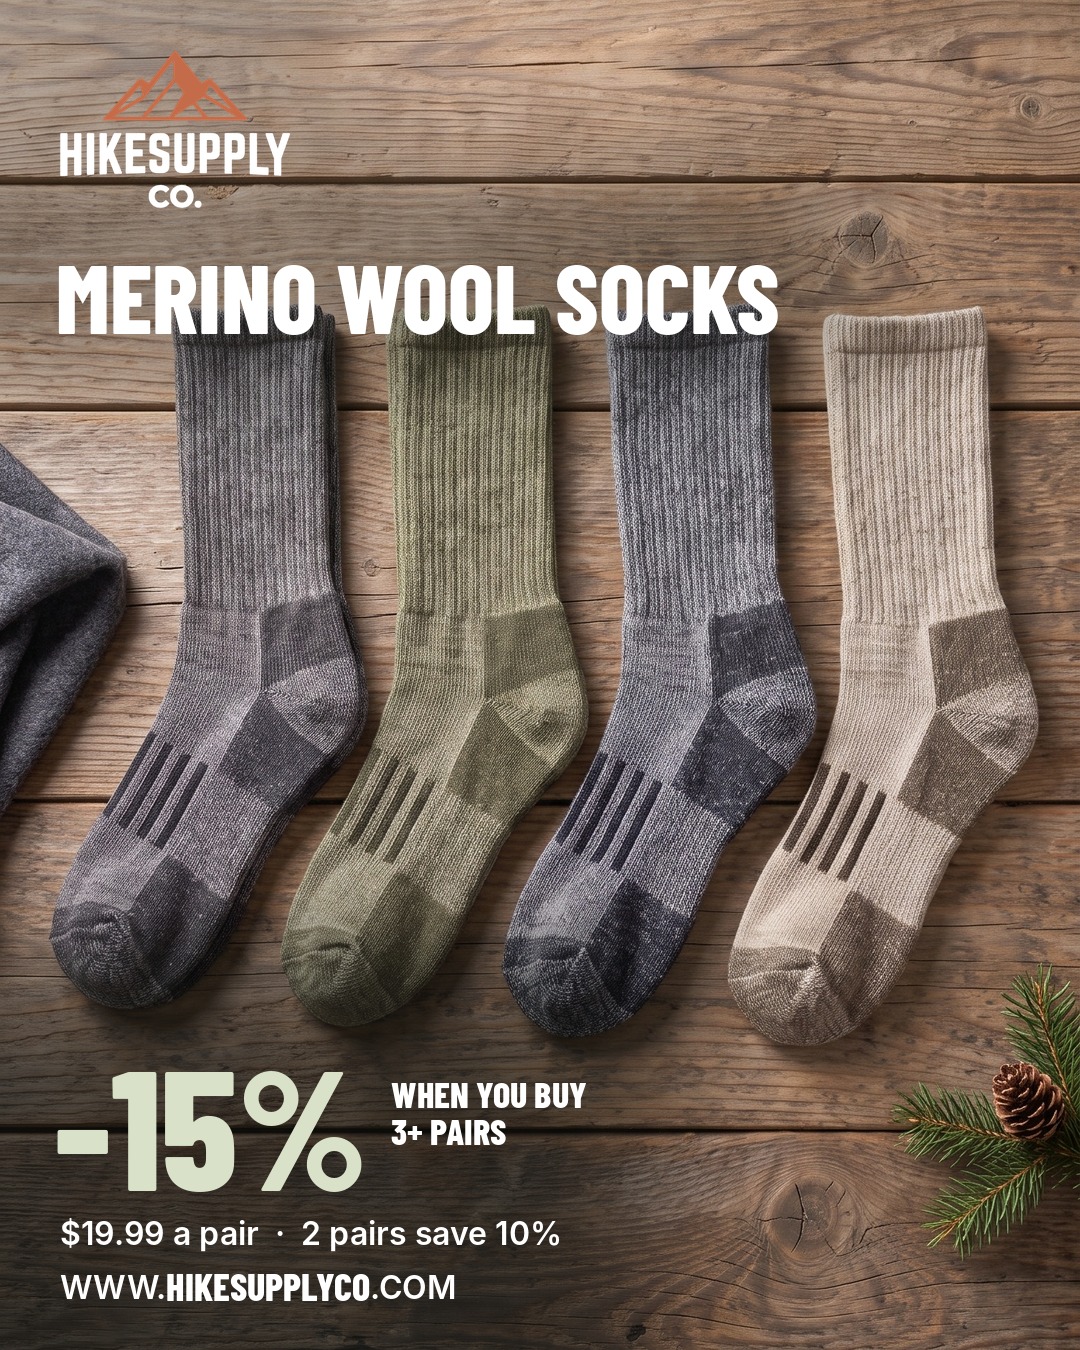 HIKESUPPLY
CO.
MERINO WOOL SOCKS
-15%
WHEN YOU BUY
3+ PAIRS
$19.99 a pair · 2 pairs save 10%
WWW.HIKESUPPLYCO.COM